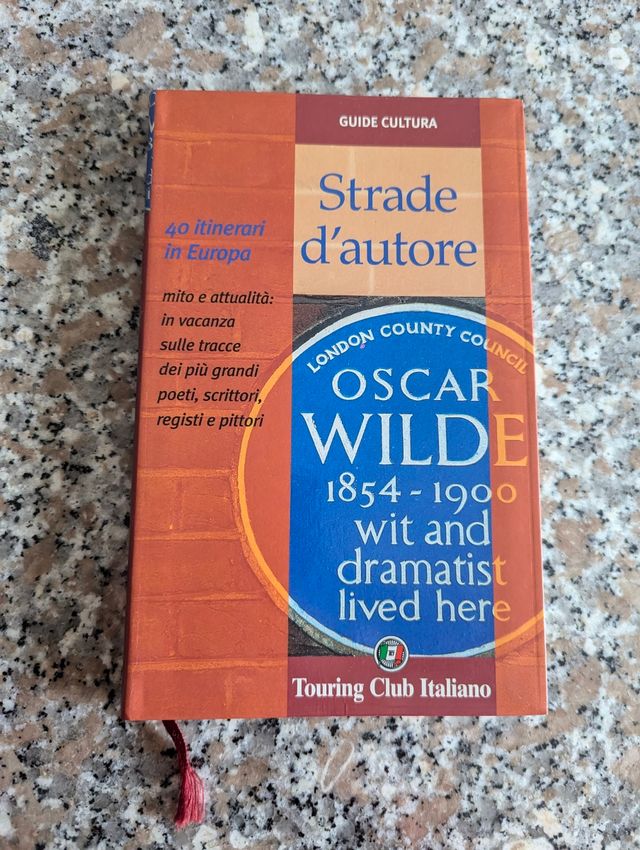 GUIDE CULTURA
Strade
d'autore
40 itinerari
in Europa
mito e attualità:
in vacanza
sulle tracce
dei più grandi
poeti, scrittori,
registi e pittori
LONDON COUNTY COUNCIL
OSCAR
WILDE
1854 - 1900
wit and
dramatist
lived here
Touring Club Italiano